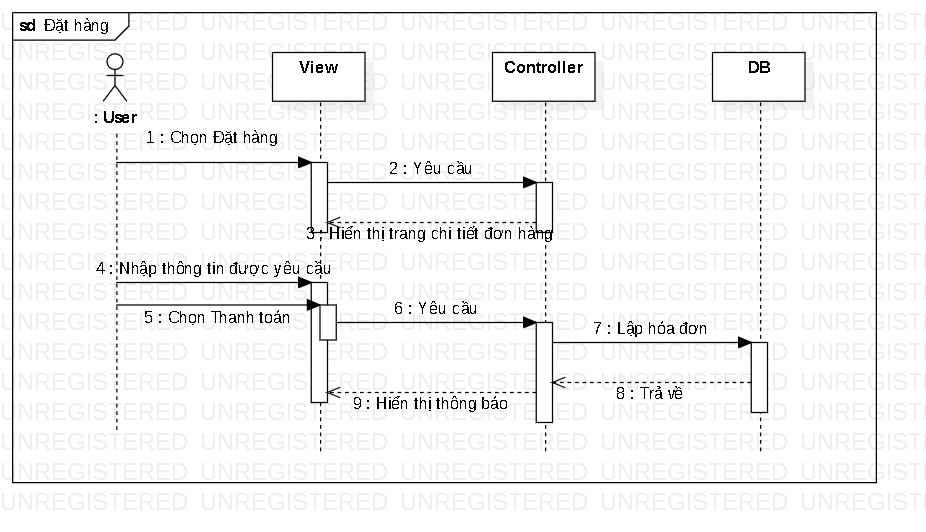 sd Đặt hàng
View
Controller
DB
: User
1 : Chọn Đặt hàng
2 : Yêu cầu
3 : Hiển thị trang chi tiết đơn hàng
4 : Nhập thông tin được yêu cầu
5 : Chọn Thanh toán
6 : Yêu cầu
7 : Lập hóa đơn
8 : Trả về
9 : Hiển thị thông báo
UNREGISTERED